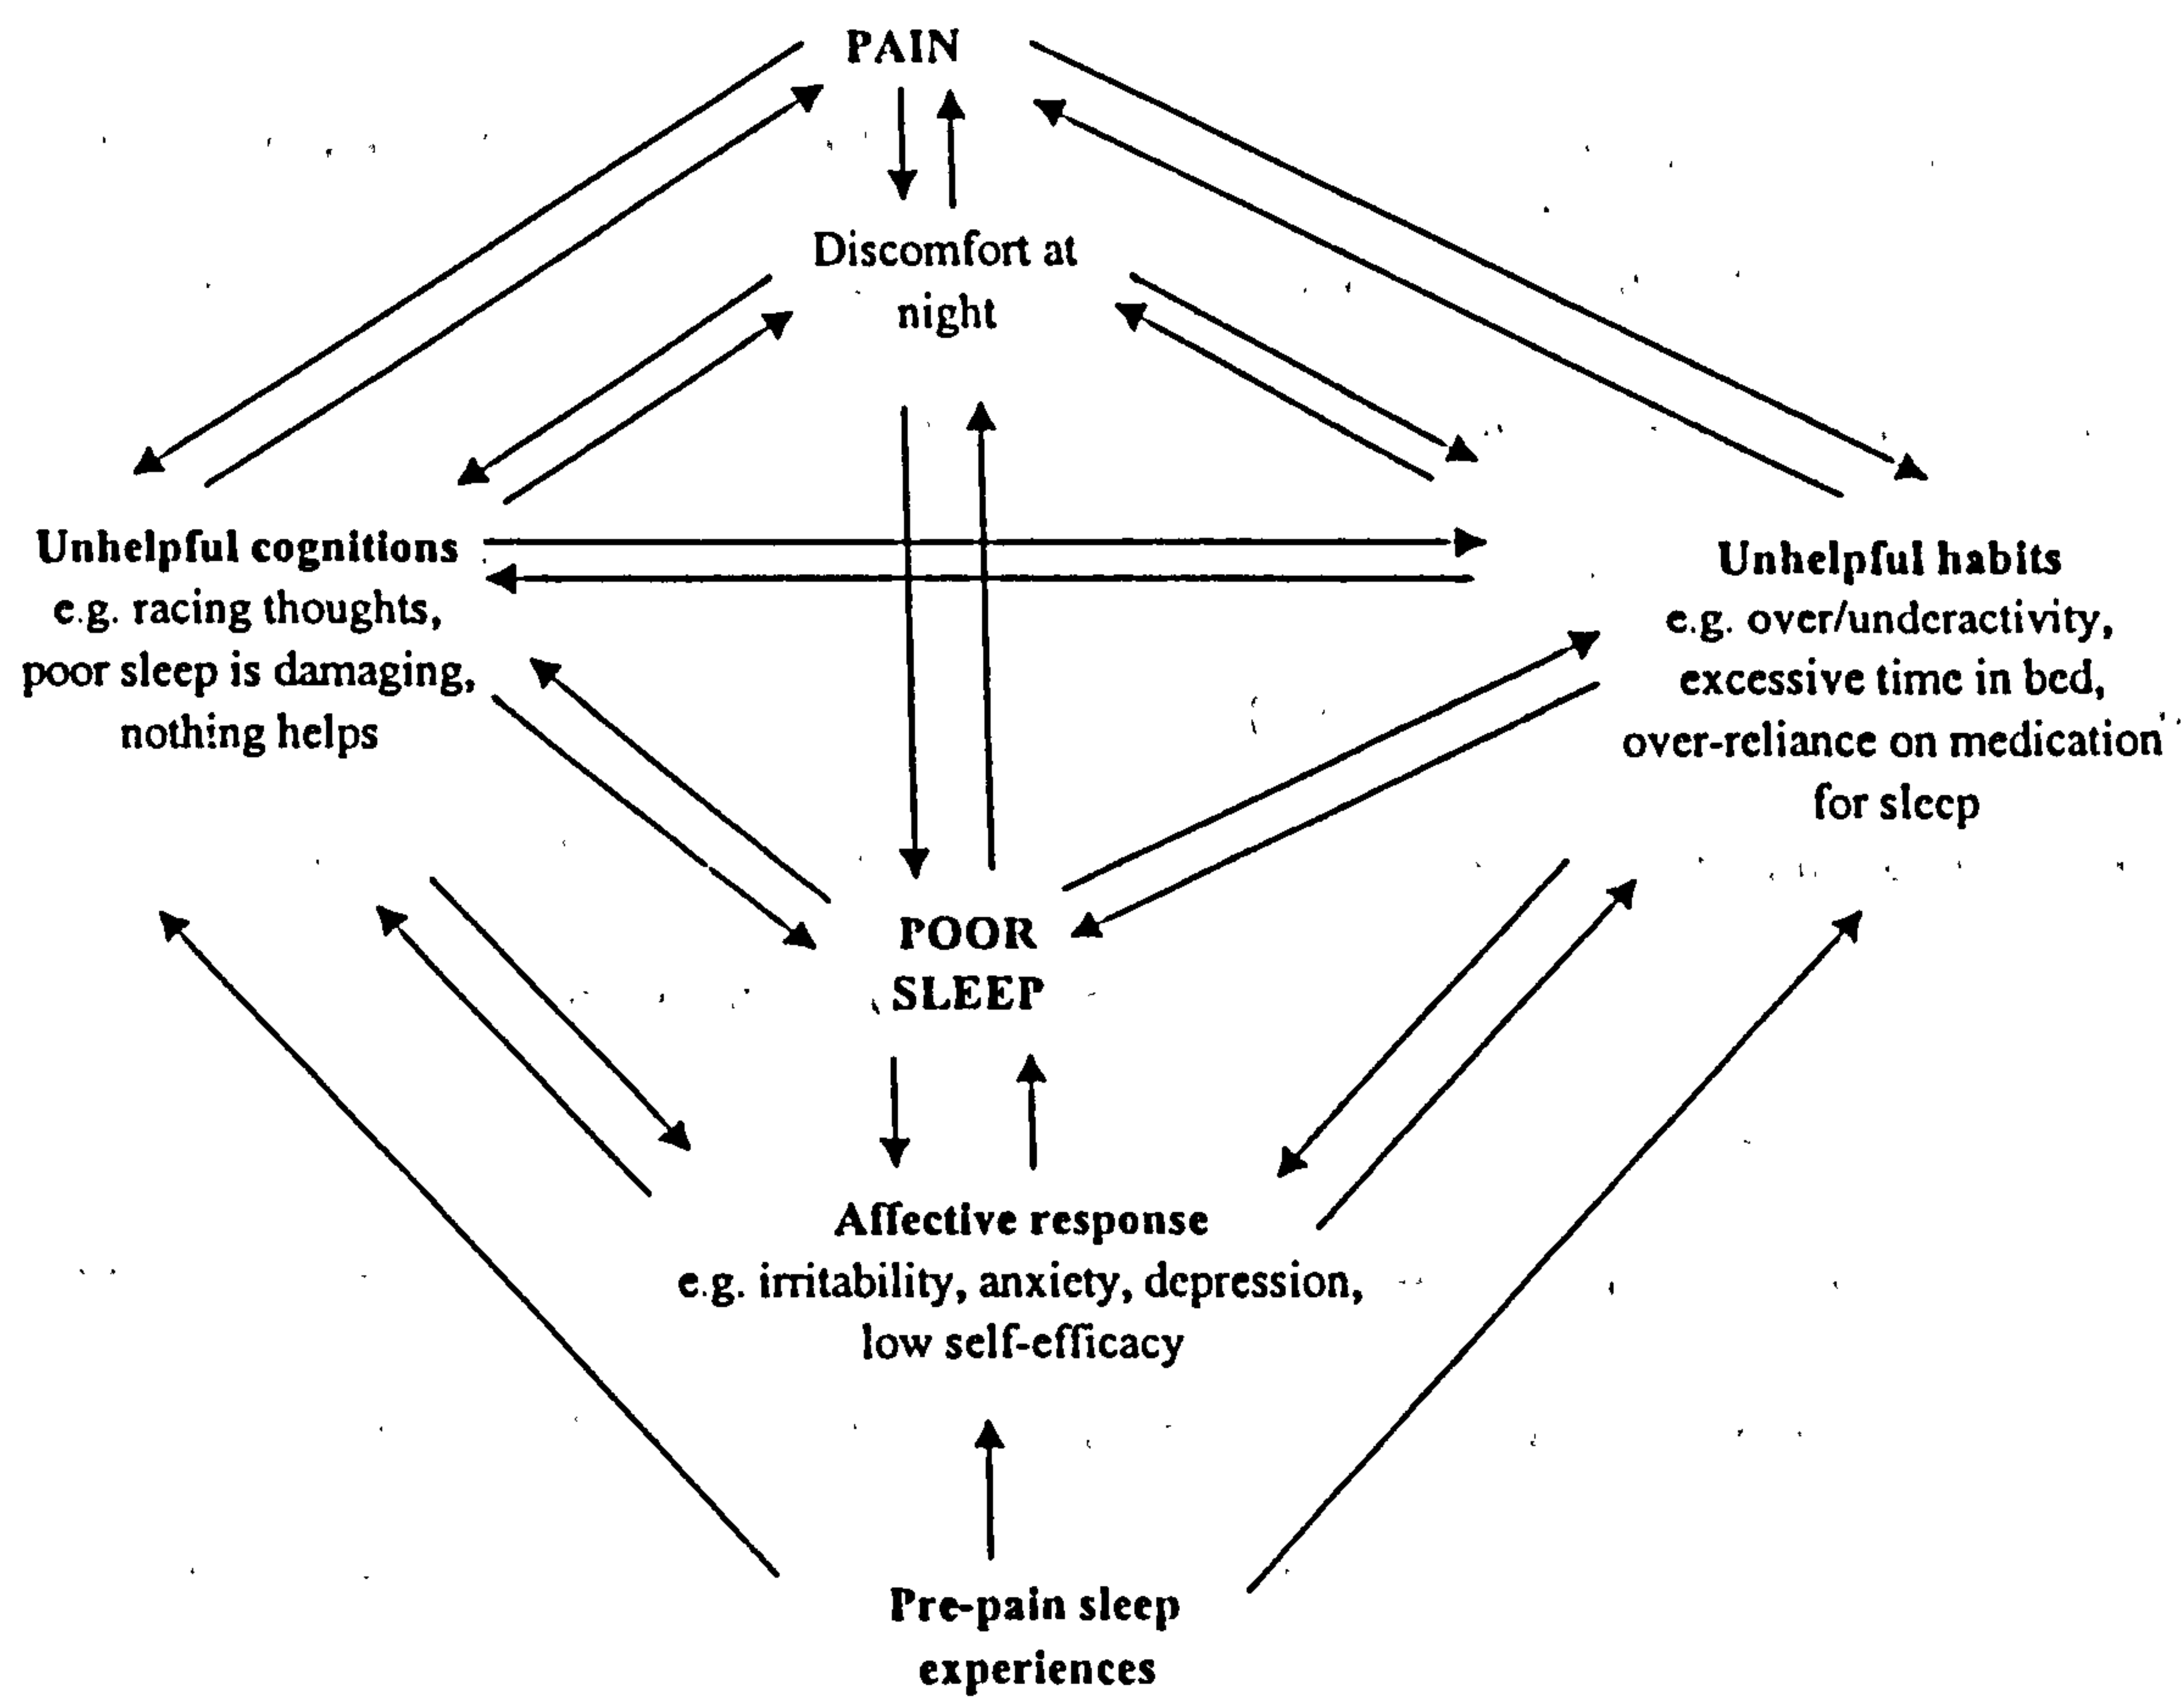 PAIN
Discomfort at
night
Unhelpful cognitions
e.g. racing thoughts,
poor sleep is damaging,
nothing helps
Unhelpful habits
e.g. over/underactivity,
excessive time in bed,
over-reliance on medication
for sleep
POOR
SLEEP
Affective response
e.g. irritability, anxiety, depression,
low self-efficacy
Pre-pain sleep
experiences